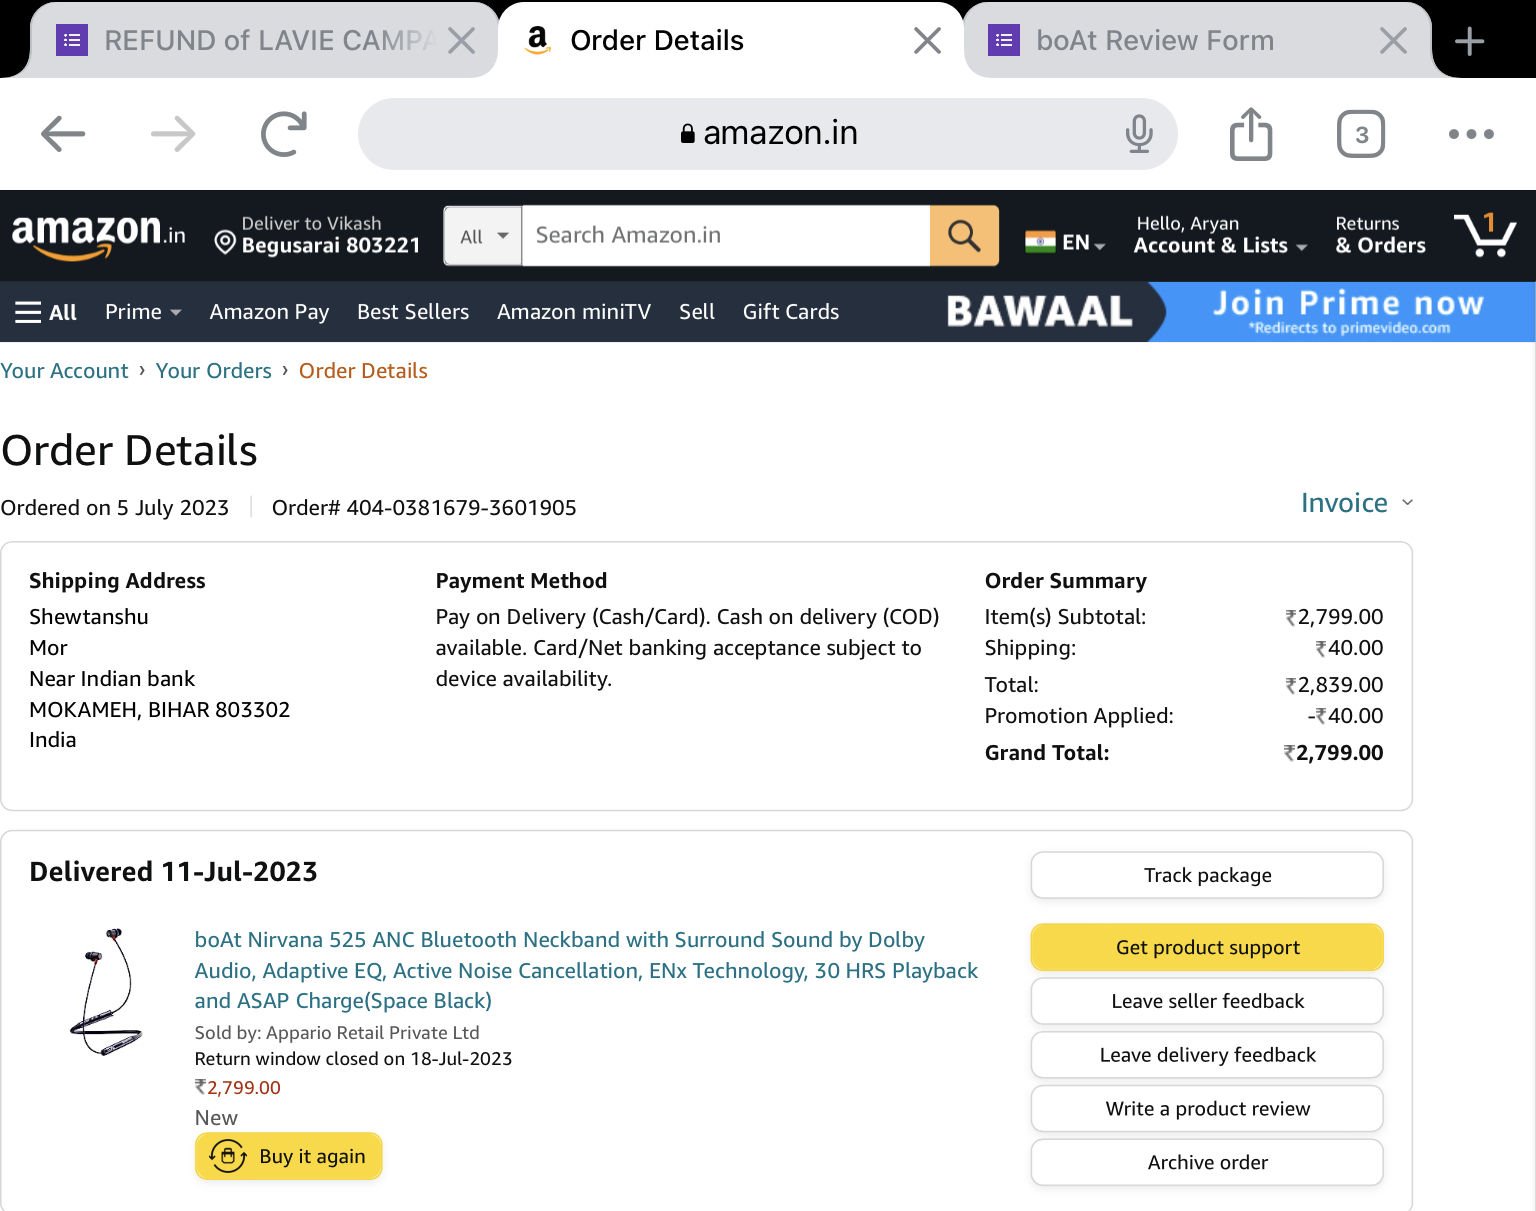 REFUND of LAVIE CAMPA
Order Details
boAt Review Form
amazon.in
3
amazon.in
Deliver to Vikash
Begusarai 803221
All
Search Amazon.in
EN
Hello, Aryan
Account & Lists
Returns
& Orders
1
All
Prime
Amazon Pay
Best Sellers
Amazon miniTV
Sell
Gift Cards
BAWAAL
Join Prime now
*Redirects to primevideo.com
Your Account › Your Orders › Order Details
Order Details
Ordered on 5 July 2023
Order# 404-0381679-3601905
Invoice
Shipping Address
Shewtanshu
Mor
Near Indian bank
MOKAMEH, BIHAR 803302
India
Payment Method
Pay on Delivery (Cash/Card). Cash on delivery (COD)
available. Card/Net banking acceptance subject to
device availability.
Order Summary
Item(s) Subtotal: ₹2,799.00
Shipping: ₹40.00
Total: ₹2,839.00
Promotion Applied: -₹40.00
Grand Total: ₹2,799.00
Delivered 11-Jul-2023
boAt Nirvana 525 ANC Bluetooth Neckband with Surround Sound by Dolby
Audio, Adaptive EQ, Active Noise Cancellation, ENx Technology, 30 HRS Playback
and ASAP Charge(Space Black)
Sold by: Appario Retail Private Ltd
Return window closed on 18-Jul-2023
₹2,799.00
New
Buy it again
Track package
Get product support
Leave seller feedback
Leave delivery feedback
Write a product review
Archive order